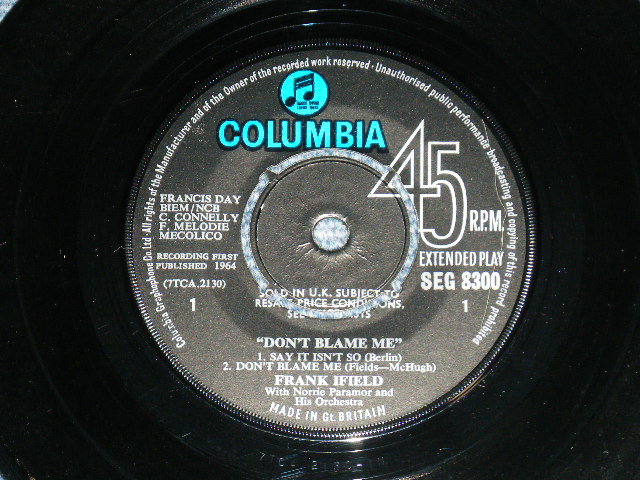 Columbia Graphophone Co. Ltd. · All rights of the Manufacturer and of the Owner of the recorded work reserved · Unauthorised public performance broadcasting and copying of this record prohibited
COLUMBIA
45
R.P.M.
EXTENDED PLAY
SEG 8300
FRANCIS DAY
BIEM/NCB
C. CONNELLY
F. MELODIE
MECOLICO
RECORDING FIRST
PUBLISHED 1964
(7TCA.2130)
1
1
SOLD IN U.K. SUBJECT TO
PRICE CONDITIONS,
"DON'T BLAME ME"
1. SAY IT ISN'T SO (Berlin)
2. DON'T BLAME ME (Fields—McHugh)
FRANK IFIELD
With Norrie Paramor and
His Orchestra
MADE IN Gt. BRITAIN